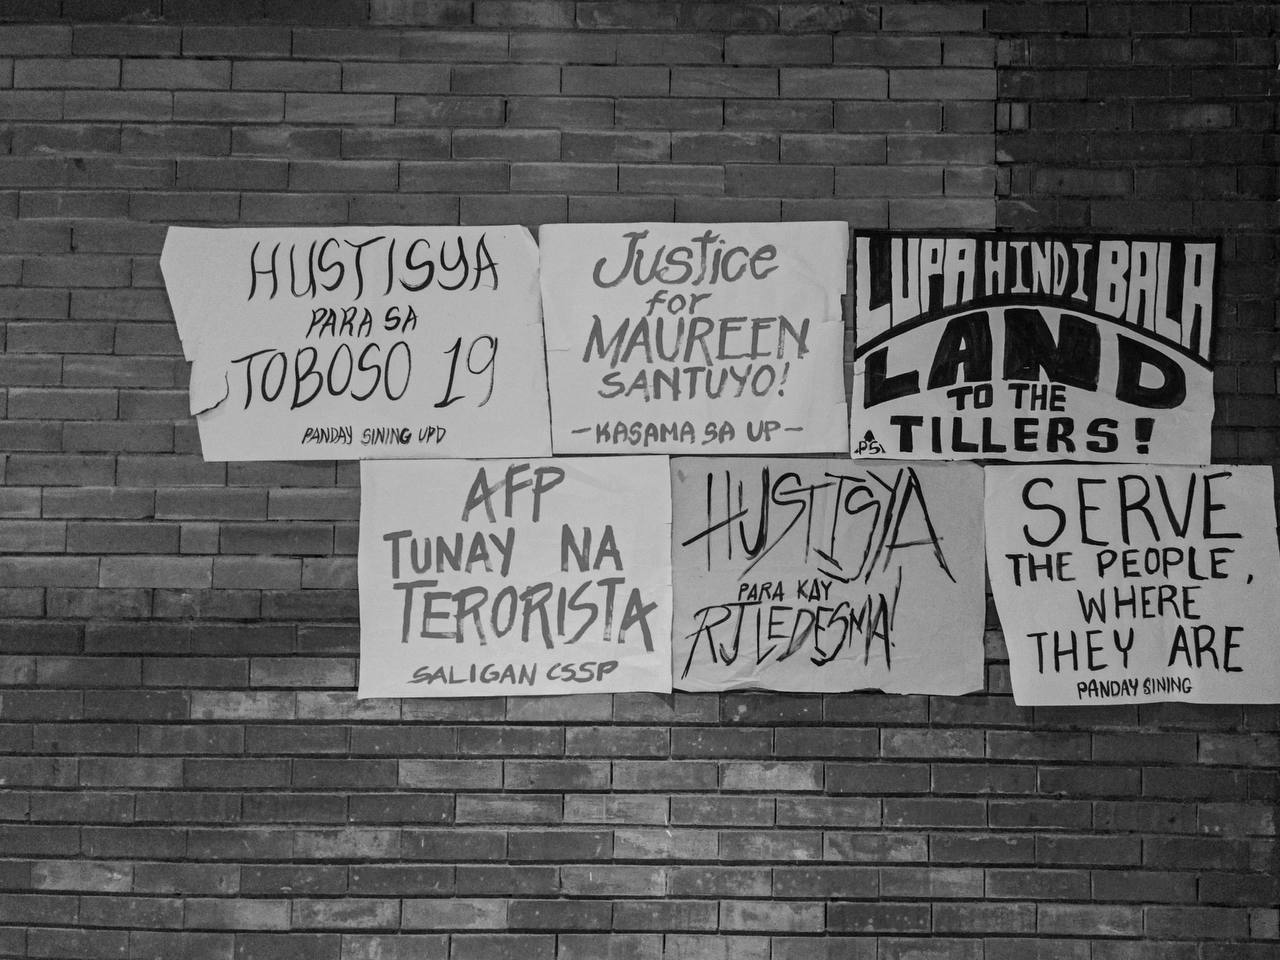 HUSTISYA
PARA SA
TOBOSO 19
PANDAY SINING UPD
Justice
for
MAUREEN
SANTUYO!
-KASAMA SA UP-
LUPA HINDI BALA
LAND
TO THE
TILLERS!
PS
AFP
TUNAY NA
TERORISTA
SALIGAN CSSP
HUSTISYA
PARA KAY
RJ LEDESMA!
SERVE
THE PEOPLE,
WHERE
THEY ARE
PANDAY SINING